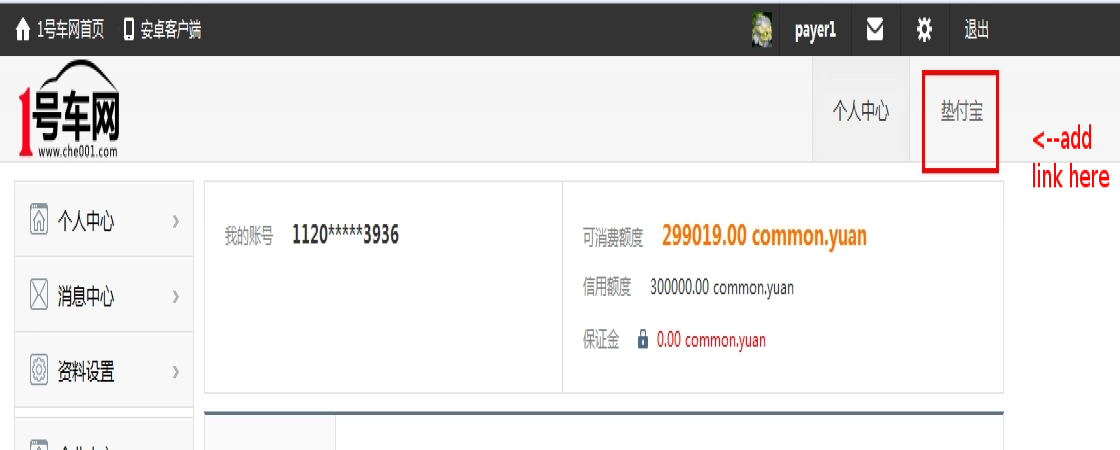 1号车网首页 安卓客户端 payer1 退出
1号车网
www.che001.com
个人中心 垫付宝
<--add
link here
个人中心
消息中心
资料设置
我的账号 1120*****3936
可消费额度 299019.00 common.yuan
信用额度 300000.00 common.yuan
保证金 0.00 common.yuan